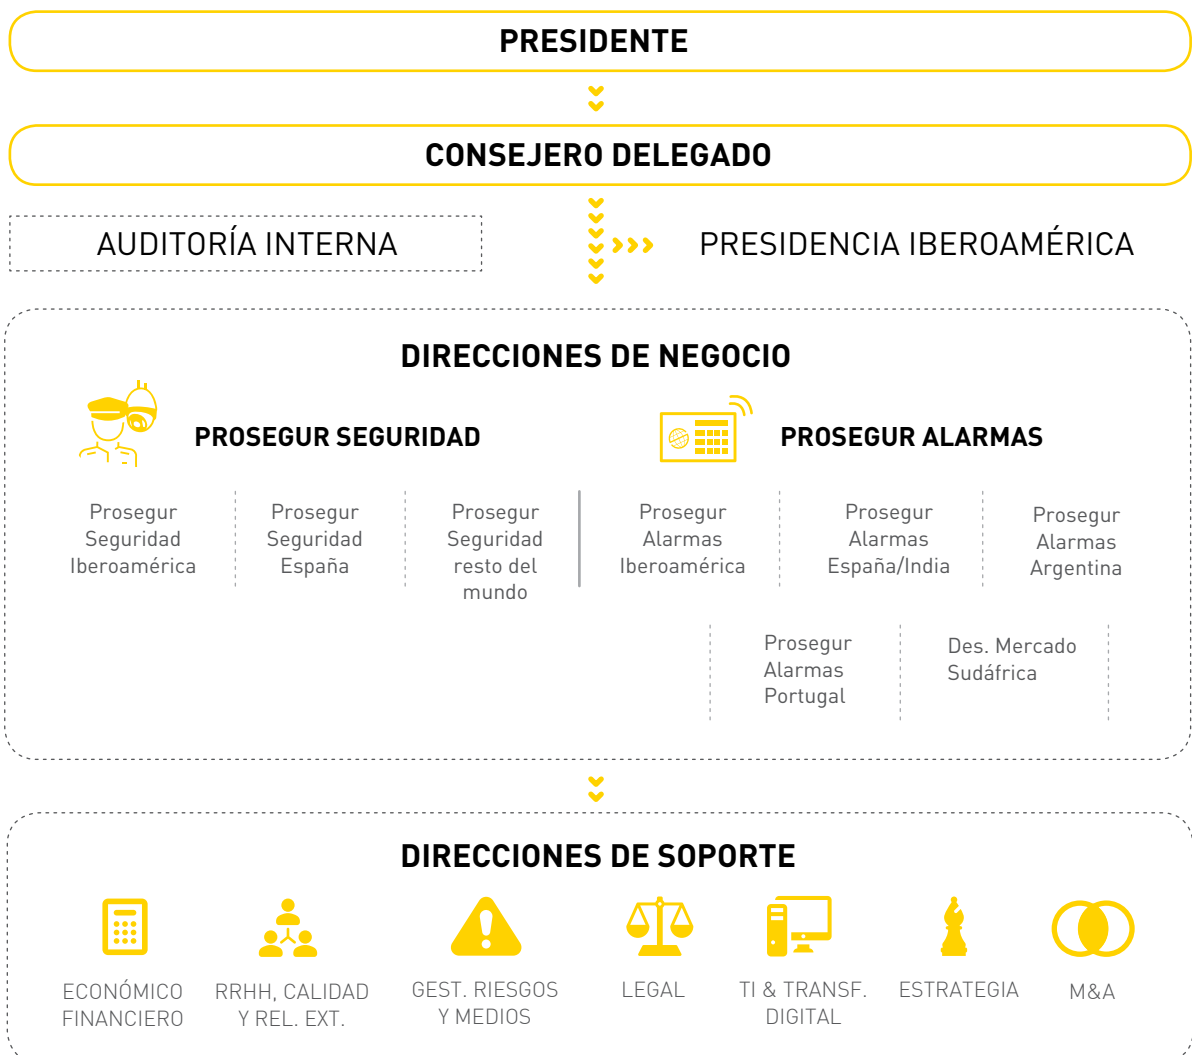 PRESIDENTE
CONSEJERO DELEGADO
AUDITORÍA INTERNA
PRESIDENCIA IBEROAMÉRICA
DIRECCIONES DE NEGOCIO
PROSEGUR SEGURIDAD
PROSEGUR ALARMAS
Prosegur
Seguridad
Iberoamérica
Prosegur
Seguridad
España
Prosegur
Seguridad
resto del
mundo
Prosegur
Alarmas
Iberoamérica
Prosegur
Alarmas
España/India
Prosegur
Alarmas
Argentina
Prosegur
Alarmas
Portugal
Des. Mercado
Sudáfrica
DIRECCIONES DE SOPORTE
ECONÓMICO
FINANCIERO
RRHH, CALIDAD
Y REL. EXT.
GEST. RIESGOS
Y MEDIOS
LEGAL
TI & TRANSF.
DIGITAL
ESTRATEGIA
M&A